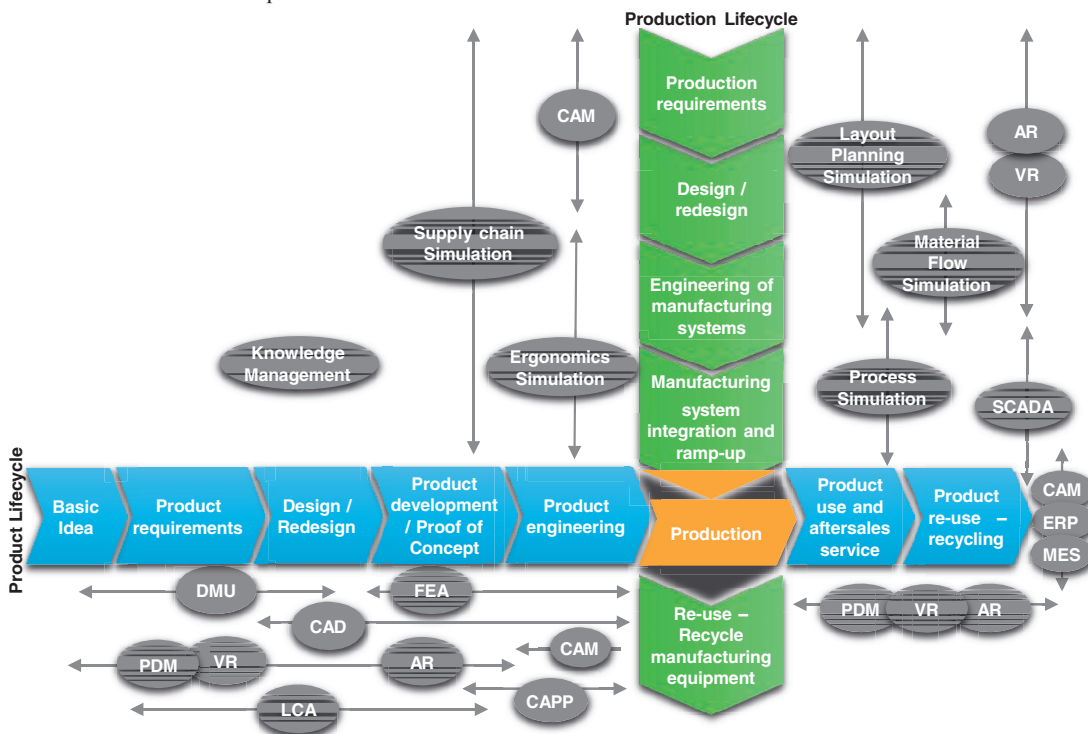 Production Lifecycle
Production
requirements
CAM
Layout
Planning
Simulation
AR
VR
Design /
redesign
Supply chain
Simulation
Material
Flow
Simulation
Engineering of
manufacturing
systems
Knowledge
Management
Ergonomics
Simulation
Manufacturing
system
integration and
ramp-up
Process
Simulation
SCADA
Product Lifecycle
Basic
Idea
Product
requirements
Design /
Redesign
Product
development
/ Proof of
Concept
Product
engineering
Production
Product
use and
aftersales
service
Product
re-use –
recycling
CAM
ERP
MES
DMU
FEA
CAD
PDM
VR
AR
CAM
CAPP
LCA
Re-use –
Recycle
manufacturing
equipment
PDM
VR
AR